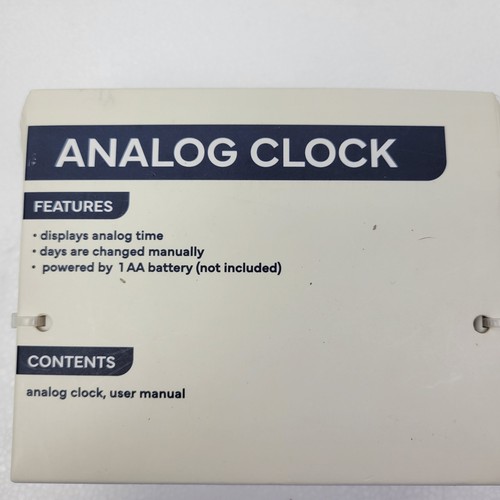 ANALOG CLOCK
FEATURES
• displays analog time
• days are changed manually
• powered by 1 AA battery (not included)
CONTENTS
analog clock, user manual